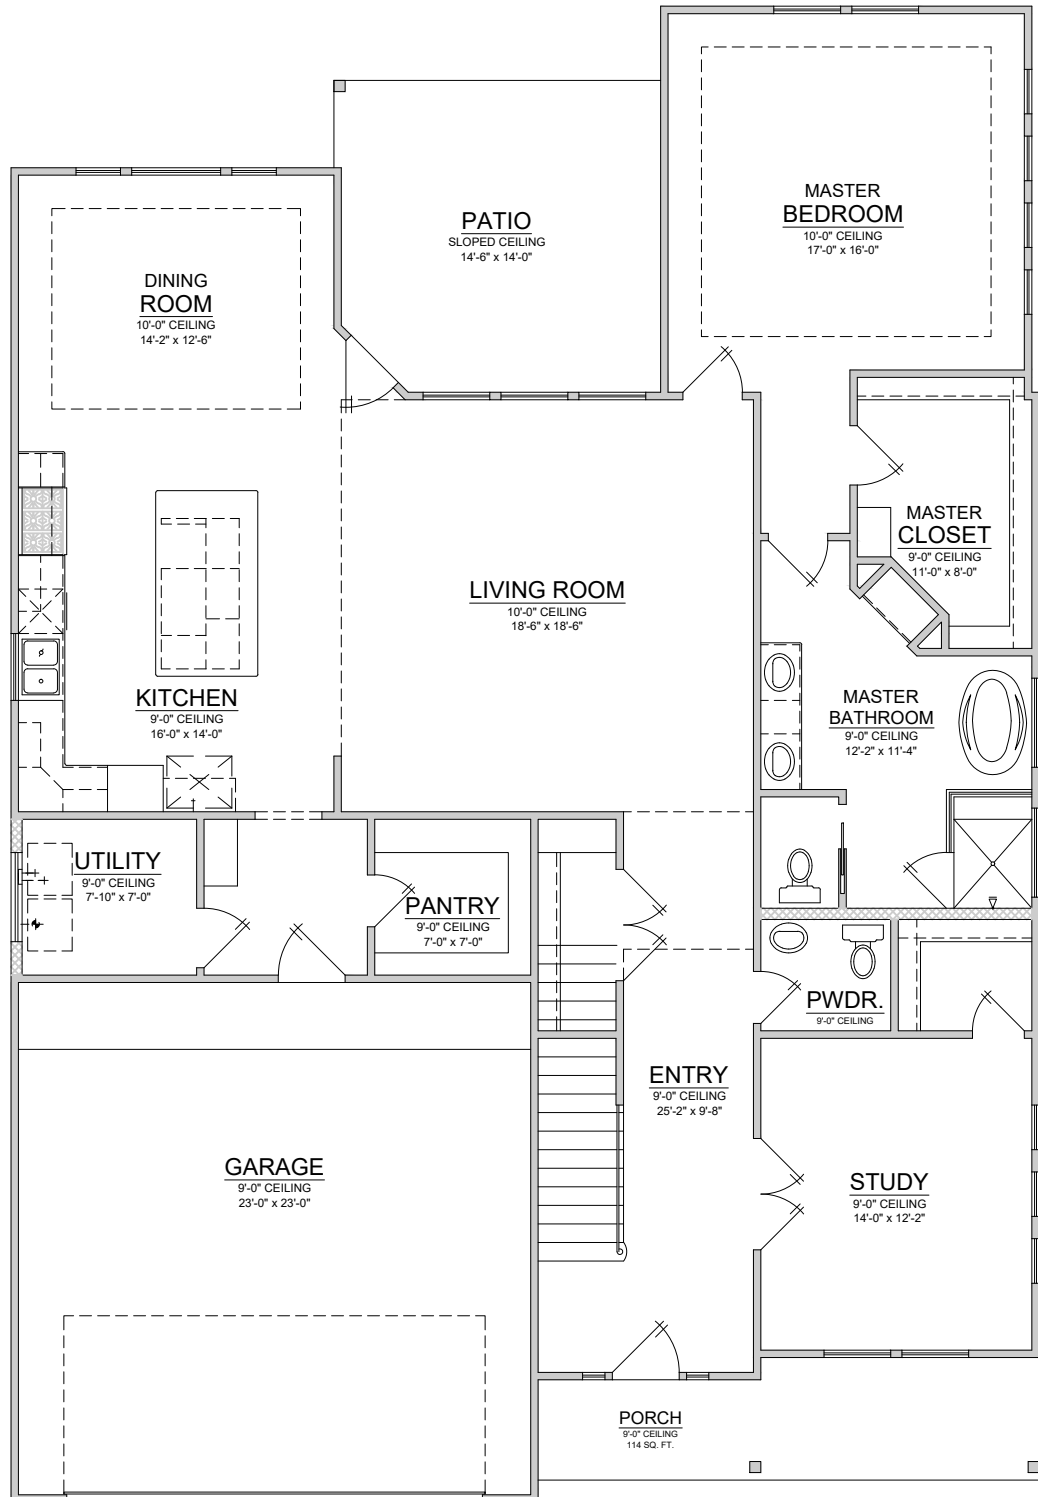 MASTER
BEDROOM
10'-0" CEILING
17'-0" x 16'-0"
PATIO
SLOPED CEILING
14'-6" x 14'-0"
DINING
ROOM
10'-0" CEILING
14'-2" x 12'-6"
MASTER
CLOSET
9'-0" CEILING
11'-0" x 8'-0"
LIVING ROOM
10'-0" CEILING
18'-6" x 18'-6"
KITCHEN
9'-0" CEILING
16'-0" x 14'-0"
MASTER
BATHROOM
9'-0" CEILING
12'-2" x 11'-4"
UTILITY
9'-0" CEILING
7'-10" x 7'-0"
PANTRY
9'-0" CEILING
7'-0" x 7'-0"
PWDR.
9'-0" CEILING
ENTRY
9'-0" CEILING
25'-2" x 9'-8"
GARAGE
9'-0" CEILING
23'-0" x 23'-0"
STUDY
9'-0" CEILING
14'-0" x 12'-2"
PORCH
9'-0" CEILING
114 SQ. FT.